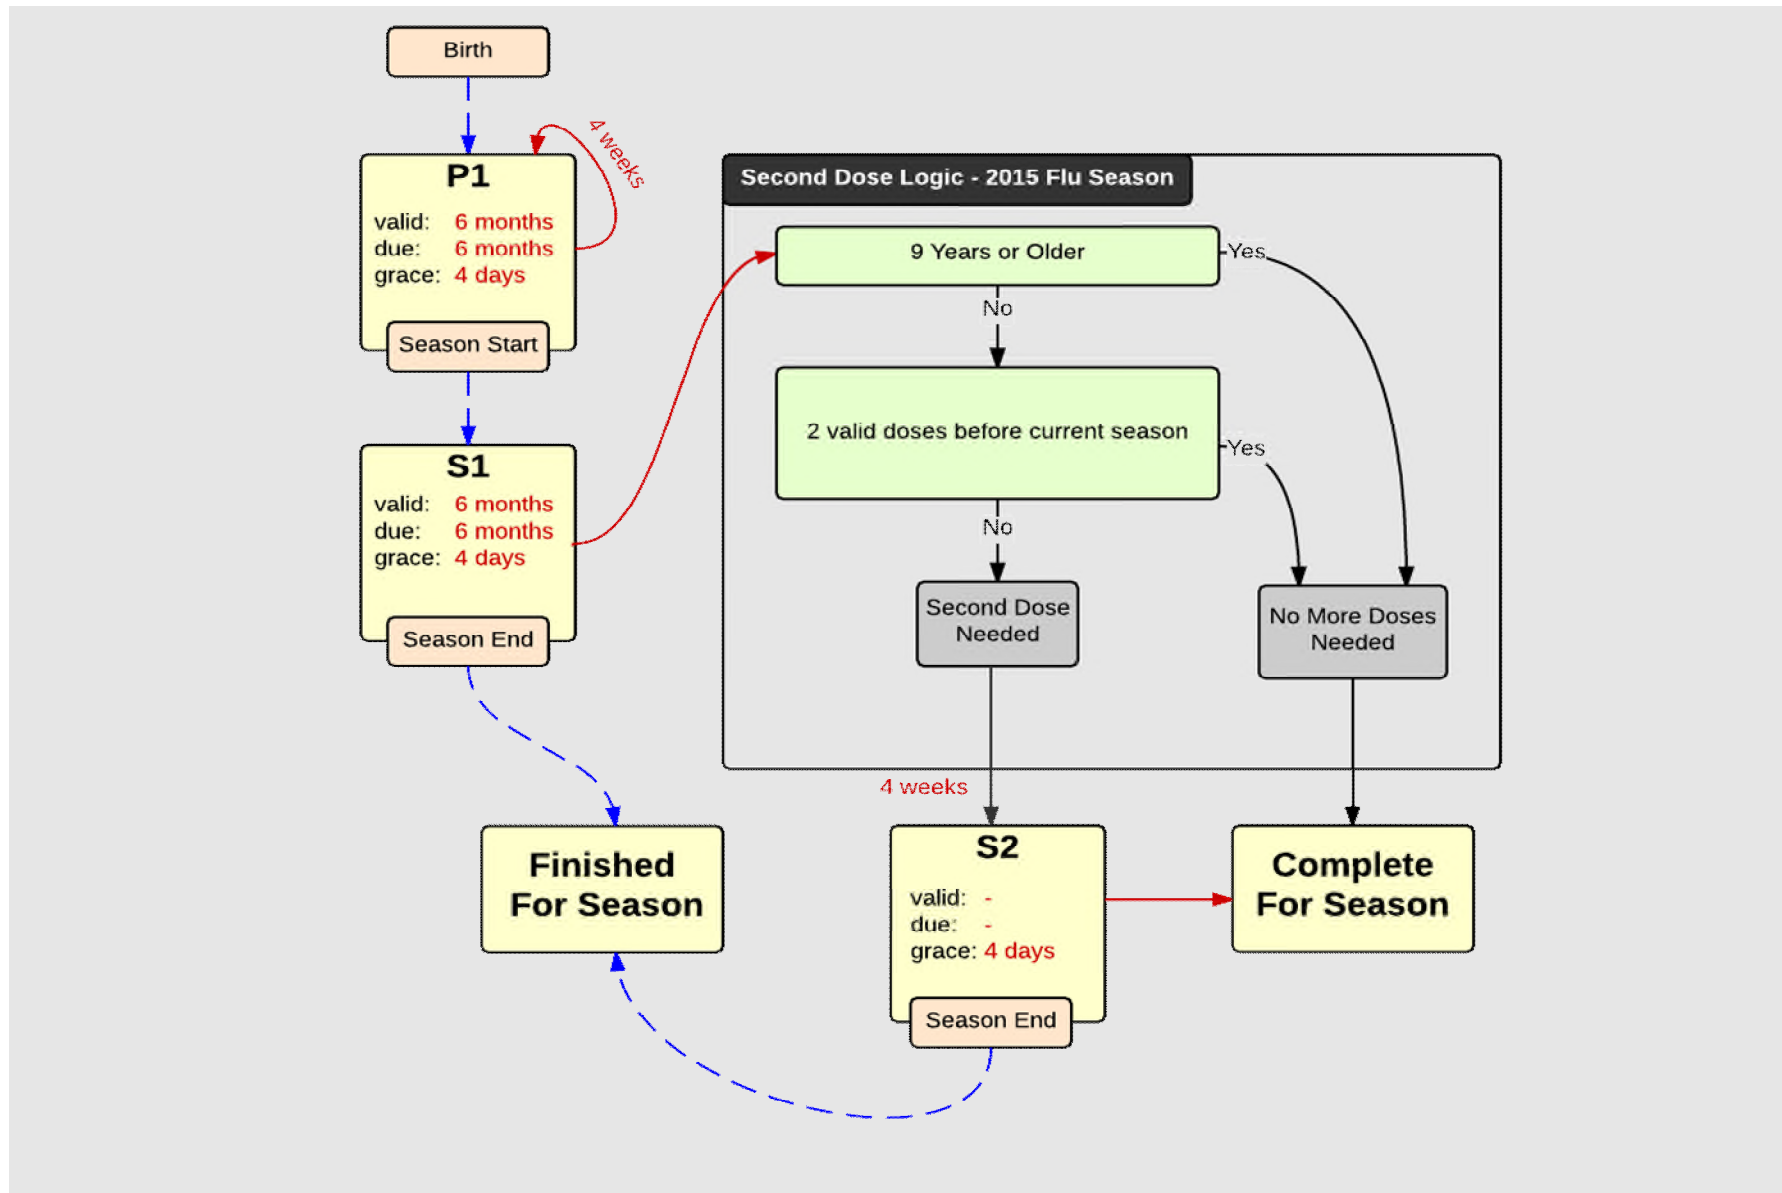 Birth
4 weeks
P1
valid: 6 months
due: 6 months
grace: 4 days
Season Start
S1
valid: 6 months
due: 6 months
grace: 4 days
Season End
Second Dose Logic - 2015 Flu Season
9 Years or Older
Yes
No
2 valid doses before current season
Yes
No
Second Dose
Needed
No More Doses
Needed
4 weeks
Finished
For Season
S2
valid: -
due: -
grace: 4 days
Season End
Complete
For Season